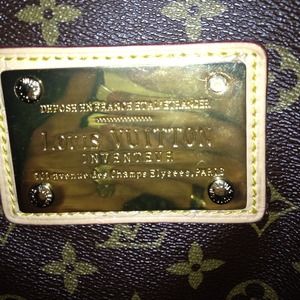 DEPOSE EN FRANCE ET A L'ETRANGER
LOUIS VUITTON
INVENTEUR
101 avenue des Champs Elysees, PARIS